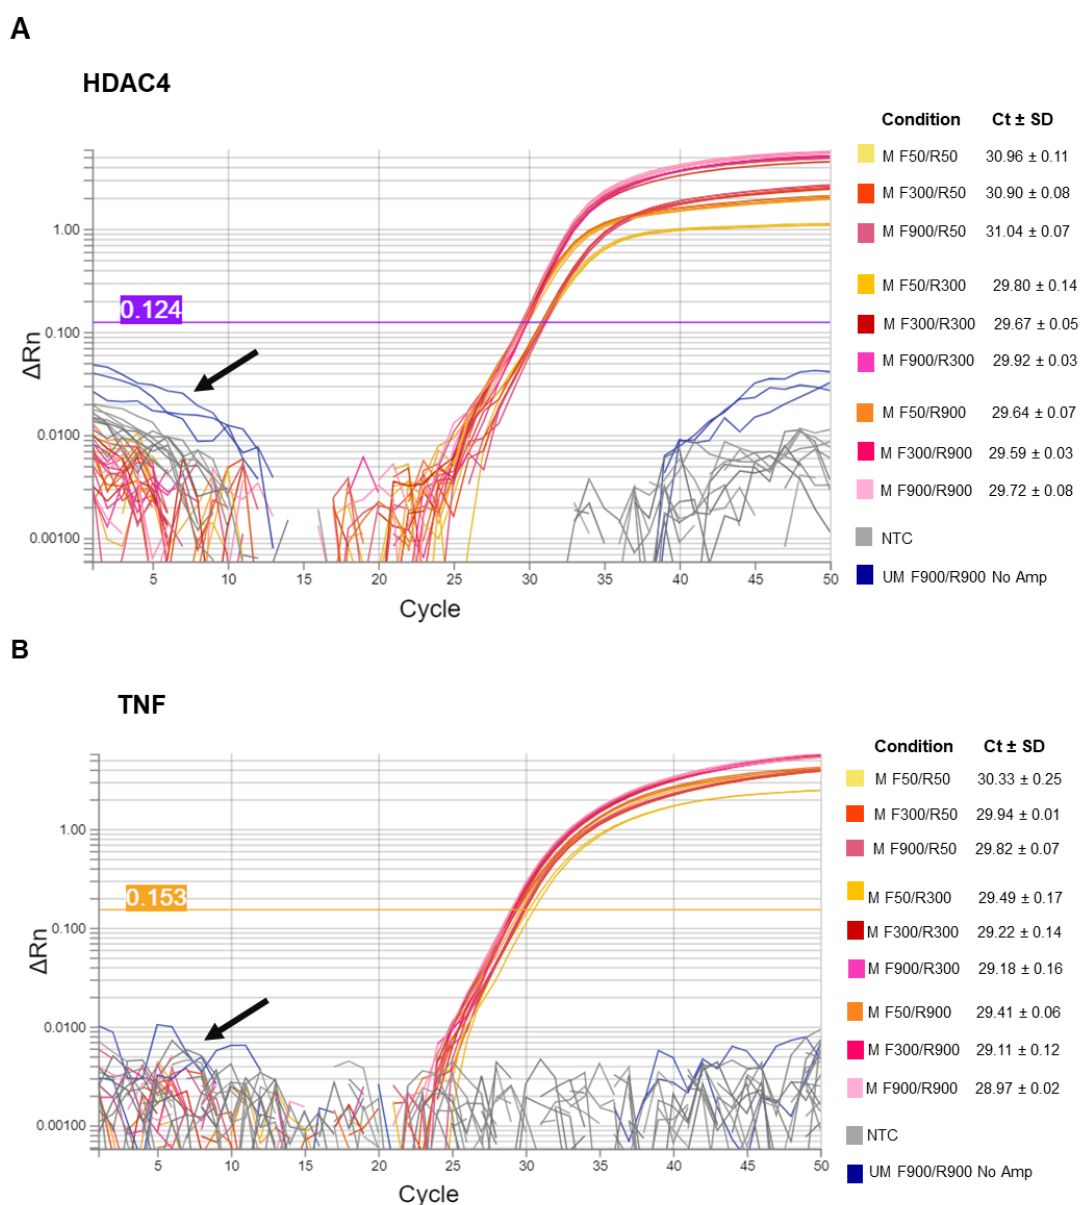 A
HDAC4
Condition Ct ± SD
M F50/R50 30.96 ± 0.11
M F300/R50 30.90 ± 0.08
M F900/R50 31.04 ± 0.07
M F50/R300 29.80 ± 0.14
M F300/R300 29.67 ± 0.05
M F900/R300 29.92 ± 0.03
M F50/R900 29.64 ± 0.07
M F300/R900 29.59 ± 0.03
M F900/R900 29.72 ± 0.08
NTC
UM F900/R900 No Amp
1.00
0.124
0.100
0.0100
0.00100
ΔRn
5 10 15 20 25 30 35 40 45 50
Cycle
B
TNF
Condition Ct ± SD
M F50/R50 30.33 ± 0.25
M F300/R50 29.94 ± 0.01
M F900/R50 29.82 ± 0.07
M F50/R300 29.49 ± 0.17
M F300/R300 29.22 ± 0.14
M F900/R300 29.18 ± 0.16
M F50/R900 29.41 ± 0.06
M F300/R900 29.11 ± 0.12
M F900/R900 28.97 ± 0.02
NTC
UM F900/R900 No Amp
1.00
0.153
0.100
0.0100
0.00100
ΔRn
5 10 15 20 25 30 35 40 45 50
Cycle